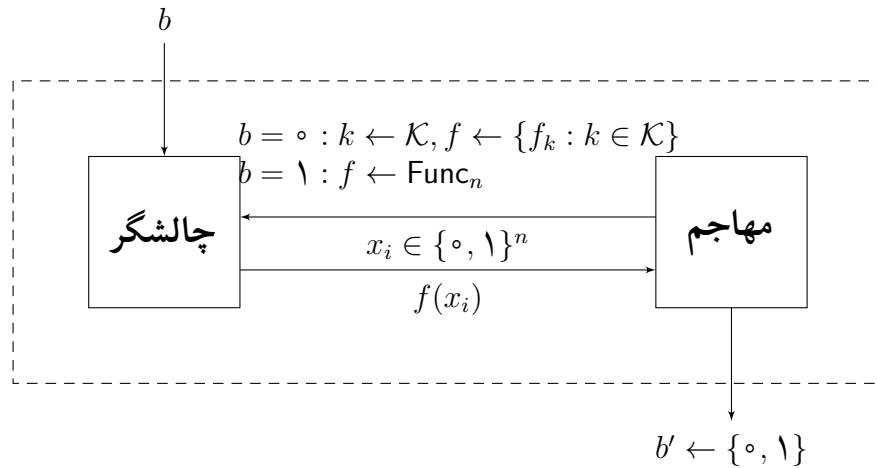 b
b = ۰ : k ← 𝒦, f ← {f_k : k ∈ 𝒦}
b = ۱ : f ← Func_n
چالشگر
مهاجم
x_i ∈ {۰, ۱}^n
f(x_i)
b′ ← {۰, ۱}